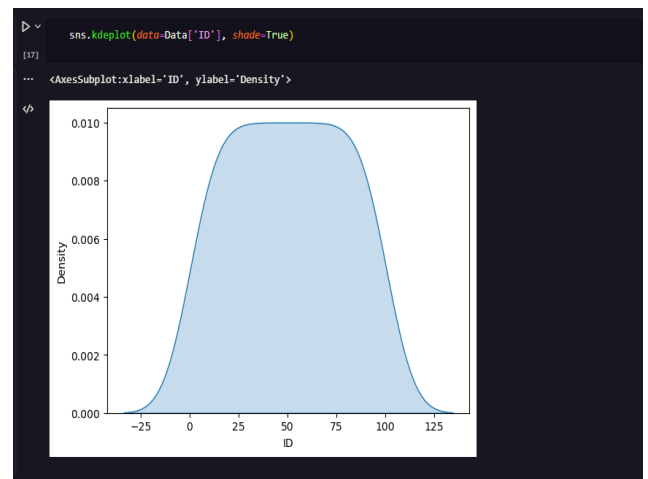 sns.kdeplot(data=Data['ID'], shade=True)
[17]
... <AxesSubplot:xlabel='ID', ylabel='Density'>
0.010
0.008
0.006
0.004
0.002
0.000
Density
−25 0 25 50 75 100 125
ID